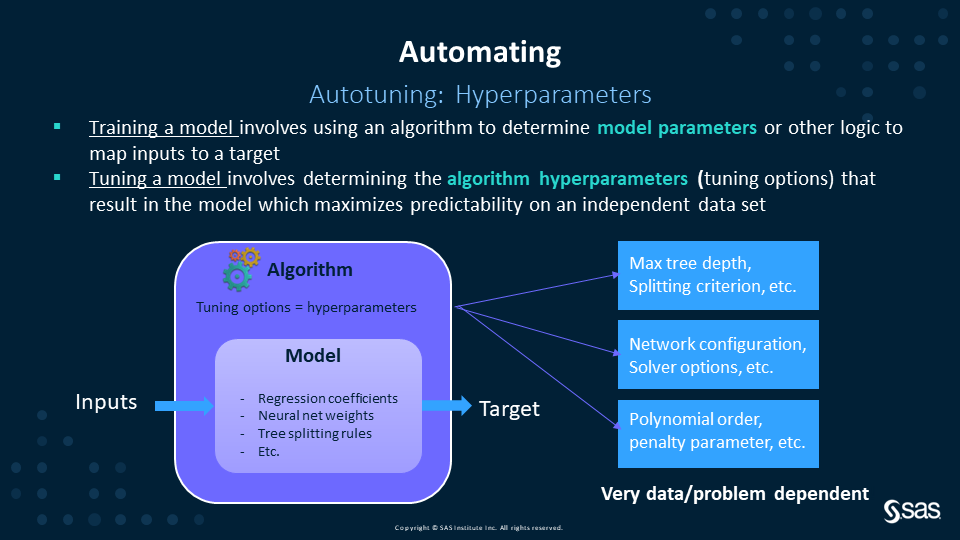 Automating
Autotuning: Hyperparameters
▪ Training a model involves using an algorithm to determine model parameters or other logic to
map inputs to a target
▪ Tuning a model involves determining the algorithm hyperparameters (tuning options) that
result in the model which maximizes predictability on an independent data set
Algorithm
Tuning options = hyperparameters
Model
- Regression coefficients
- Neural net weights
- Tree splitting rules
- Etc.
Inputs
Target
Max tree depth,
Splitting criterion, etc.
Network configuration,
Solver options, etc.
Polynomial order,
penalty parameter, etc.
Very data/problem dependent
sas
Copyright © SAS Institute Inc. All rights reserved.